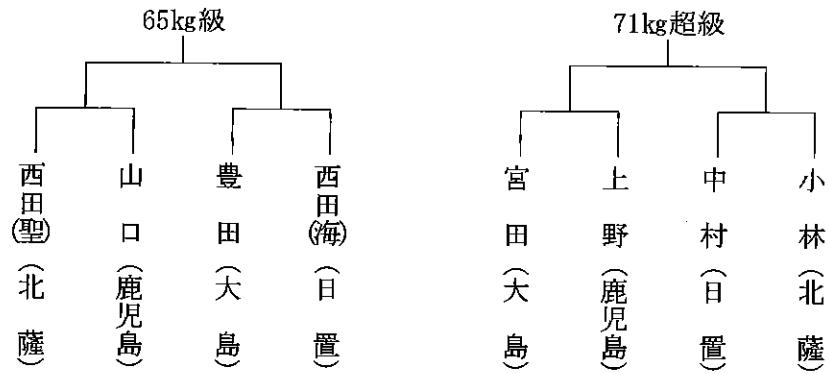 65kg級
西田(聖)(北薩)
山口(鹿児島)
豊田(大島)
西田(海)(日置)
71kg超級
宮田(大島)
上野(鹿児島)
中村(日置)
小林(北薩)